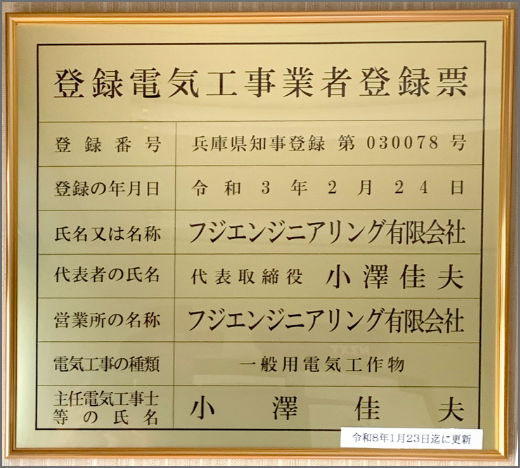 登録電気工事業者登録票
登録番号 兵庫県知事登録 第 030078 号
登録の年月日 令和3年2月24日
氏名又は名称 フジエンジニアリング有限会社
代表者の氏名 代表取締役 小澤佳夫
営業所の名称 フジエンジニアリング有限会社
電気工事の種類 一般用電気工作物
主任電気工事士
等の氏名 小澤佳夫
令和8年1月23日迄に更新